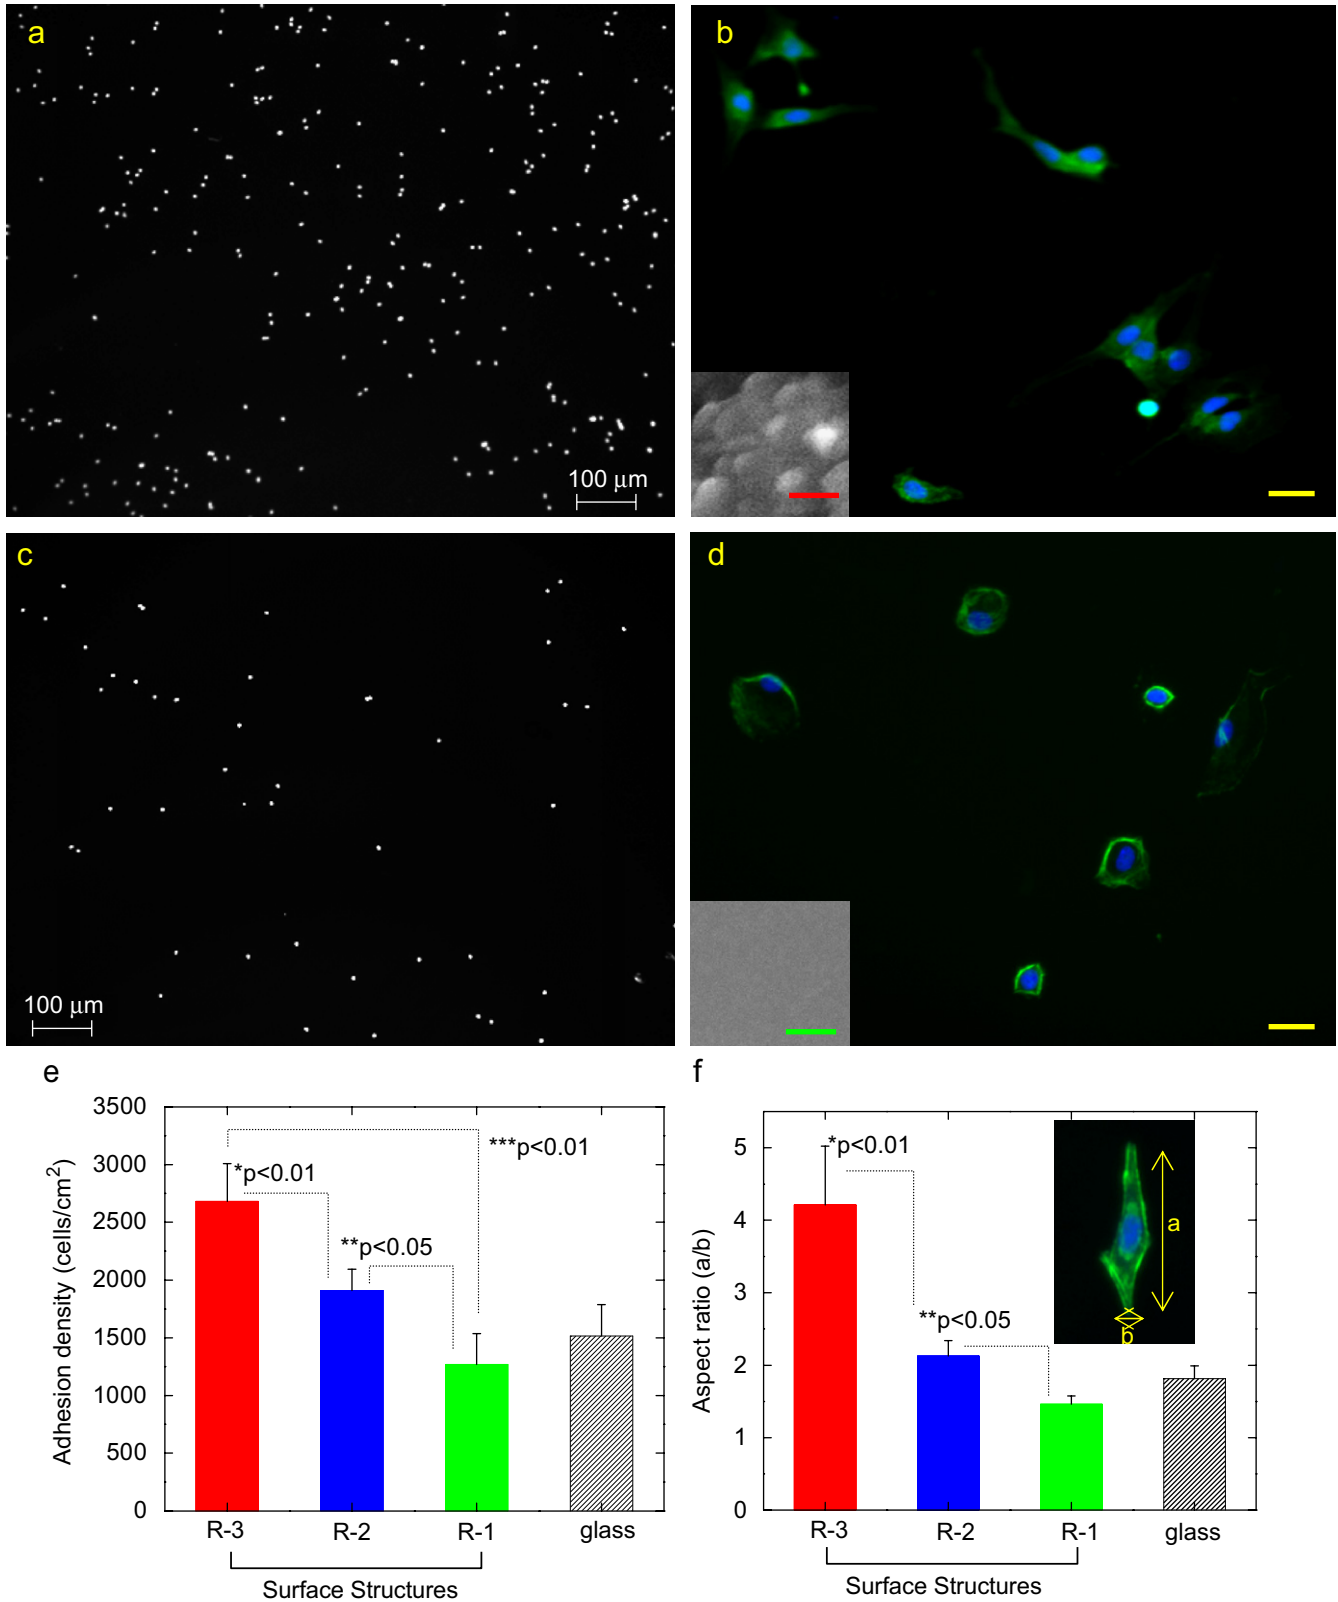 a
b
100 μm
c
d
100 μm
e
3500
3000
2500
2000
1500
1000
500
0
Adhesion density (cells/cm²)
***p<0.01
*p<0.01
**p<0.05
R-3
R-2
R-1
glass
Surface Structures
f
5
4
3
2
1
0
Aspect ratio (a/b)
*p<0.01
**p<0.05
a
b
R-3
R-2
R-1
glass
Surface Structures